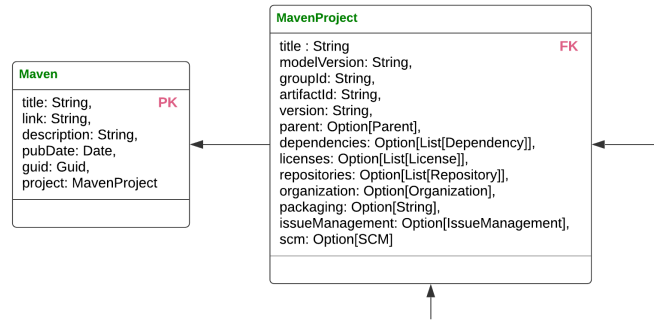 Maven
title: String, PK
link: String,
description: String,
pubDate: Date,
guid: Guid,
project: MavenProject
MavenProject
title : String FK
modelVersion: String,
groupId: String,
artifactId: String,
version: String,
parent: Option[Parent],
dependencies: Option[List[Dependency]],
licenses: Option[List[License]],
repositories: Option[List[Repository]],
organization: Option[Organization],
packaging: Option[String],
issueManagement: Option[IssueManagement],
scm: Option[SCM]